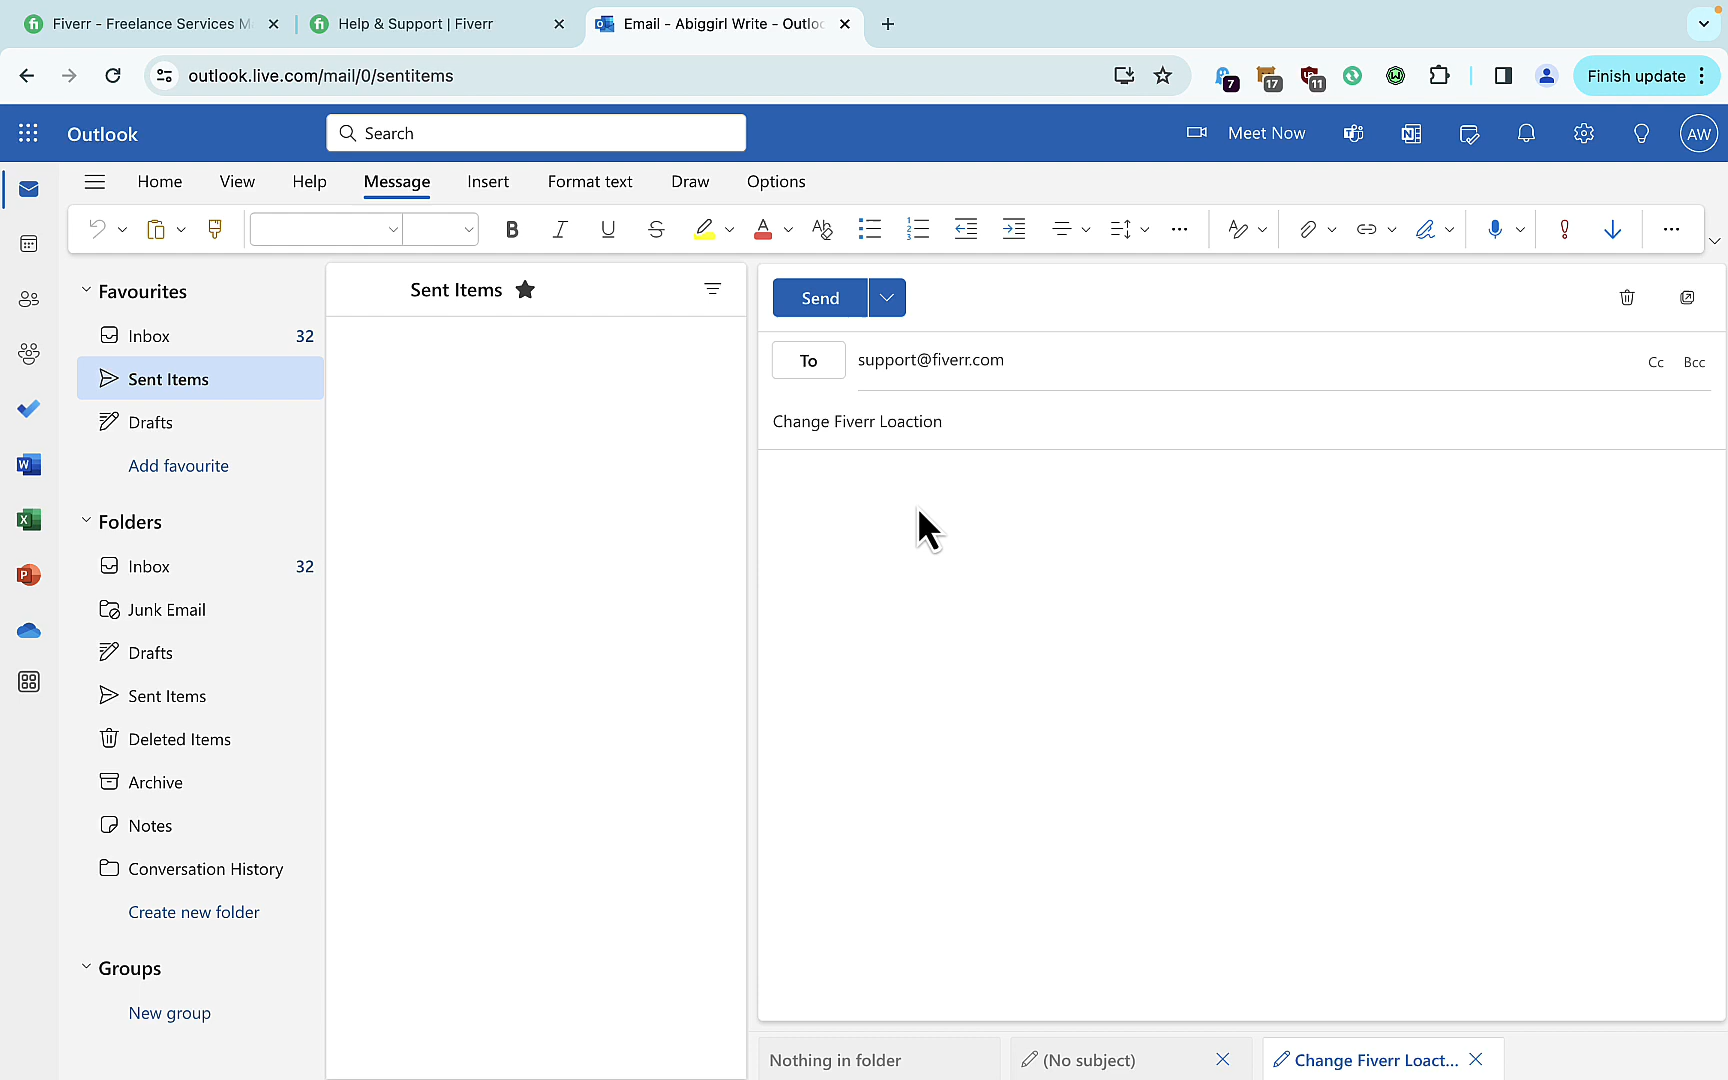 Fiverr - Freelance Services M
Help & Support | Fiverr
Email - Abiggirl Write - Outlo
outlook.live.com/mail/0/sentitems
7
17
11
Finish update
Outlook
Search
Meet Now
AW
Home View Help Message Insert Format text Draw Options
Favourites
Inbox 32
Sent Items
Drafts
Add favourite
Folders
Inbox 32
Junk Email
Drafts
Sent Items
Deleted Items
Archive
Notes
Conversation History
Create new folder
Groups
New group
Sent Items
Send
To support@fiverr.com Cc Bcc
Change Fiverr Loaction
Nothing in folder
(No subject)
Change Fiverr Loact...